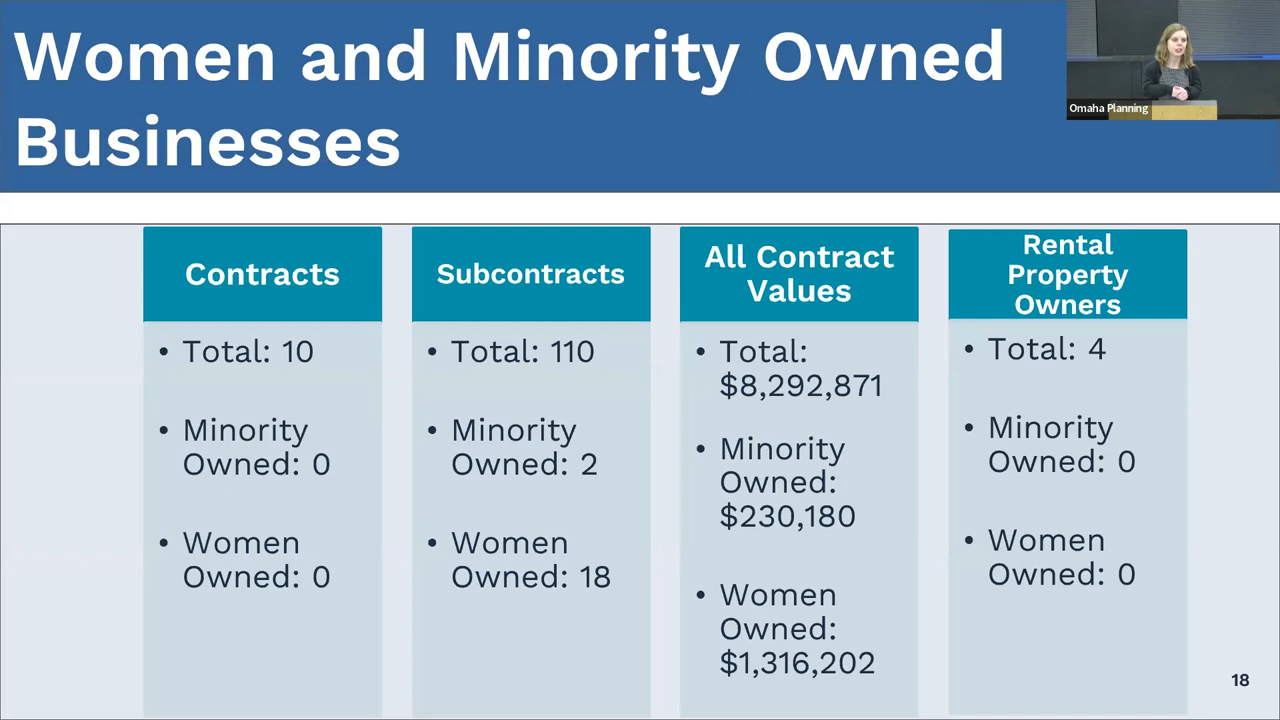 Women and Minority Owned
Businesses
Omaha Planning
Contracts
• Total: 10
• Minority
Owned: 0
• Women
Owned: 0
Subcontracts
• Total: 110
• Minority
Owned: 2
• Women
Owned: 18
All Contract
Values
• Total:
$8,292,871
• Minority
Owned:
$230,180
• Women
Owned:
$1,316,202
Rental
Property
Owners
• Total: 4
• Minority
Owned: 0
• Women
Owned: 0
18